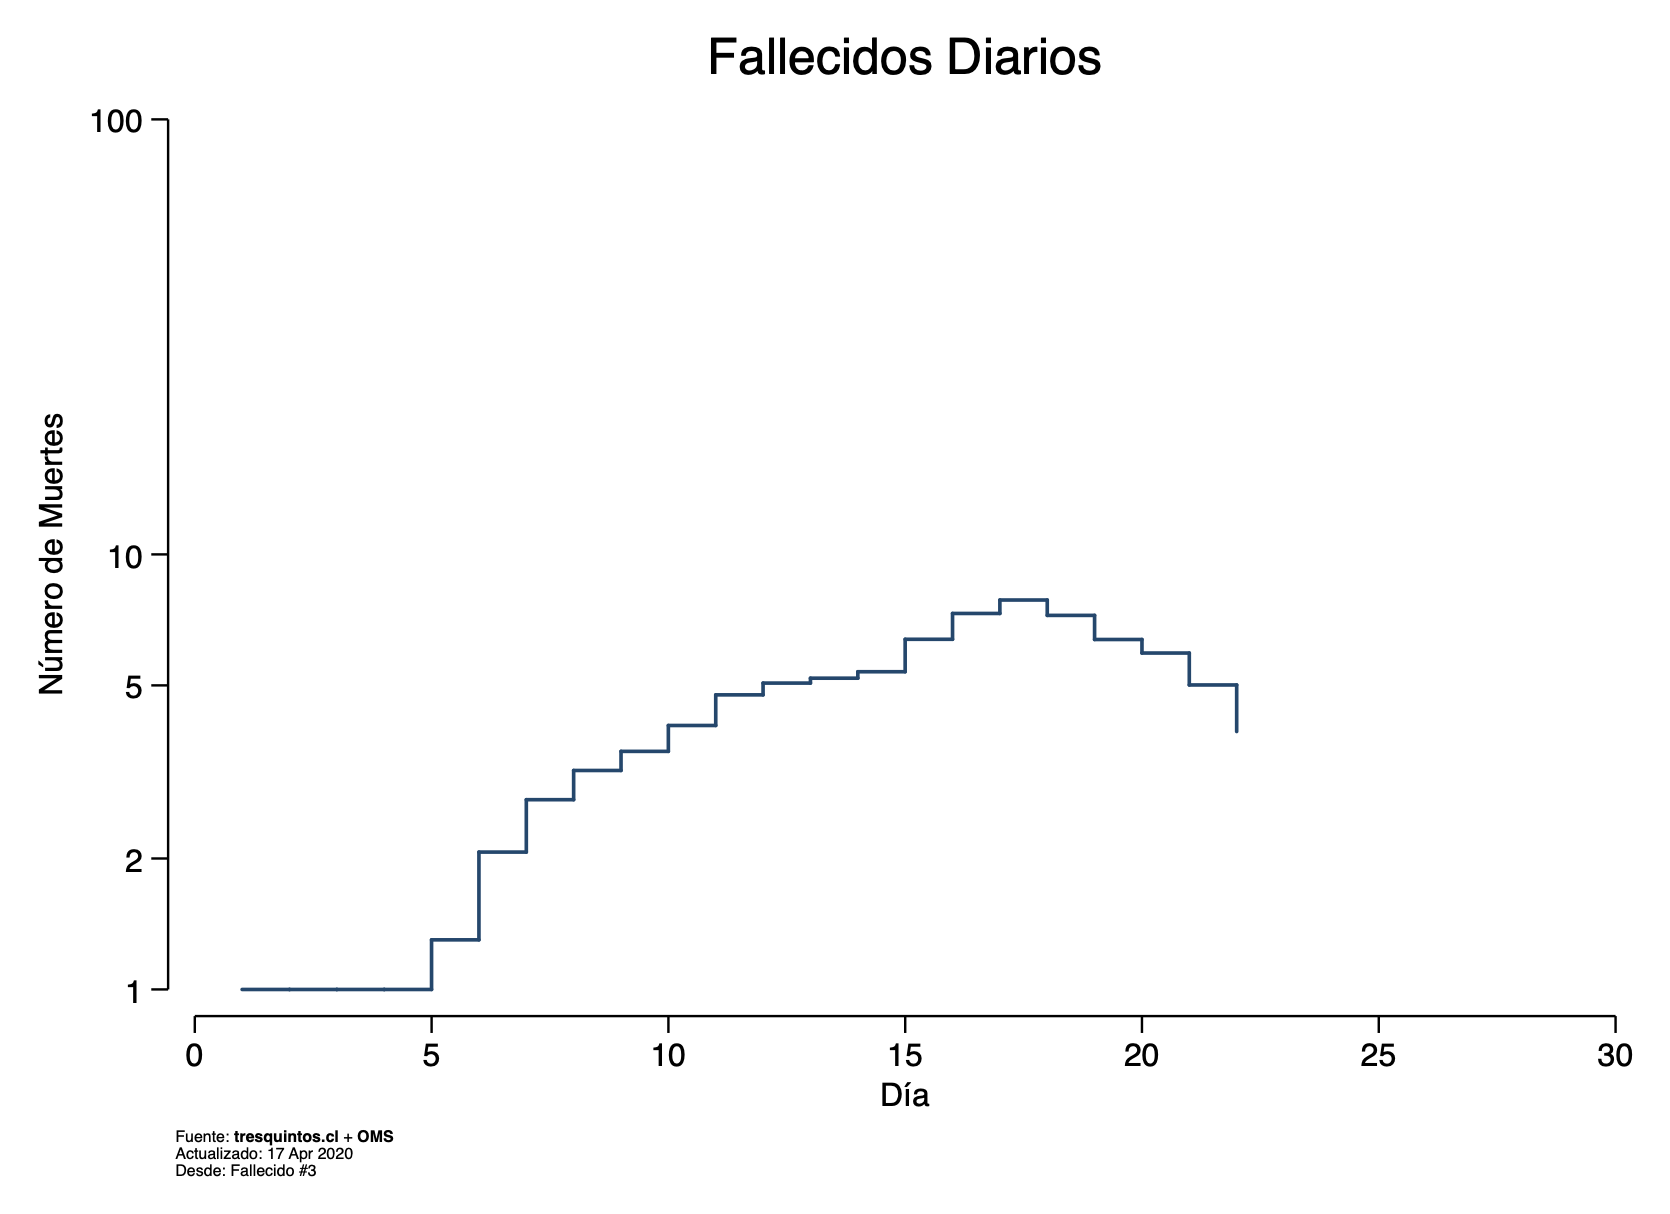 Fallecidos Diarios
100
10
5
2
1
Número de Muertes
0 5 10 15 20 25 30
Día
Fuente: tresquintos.cl + OMS
Actualizado: 17 Apr 2020
Desde: Fallecido #3